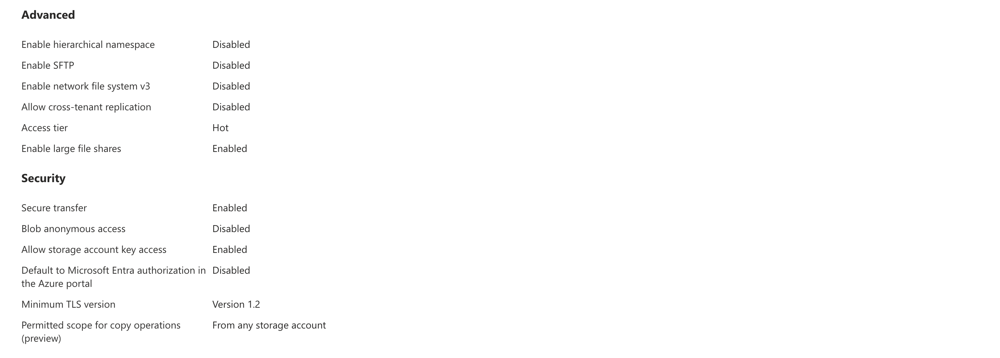 Advanced
Enable hierarchical namespace Disabled
Enable SFTP Disabled
Enable network file system v3 Disabled
Allow cross-tenant replication Disabled
Access tier Hot
Enable large file shares Enabled
Security
Secure transfer Enabled
Blob anonymous access Disabled
Allow storage account key access Enabled
Default to Microsoft Entra authorization in Disabled
the Azure portal
Minimum TLS version Version 1.2
Permitted scope for copy operations From any storage account
(preview)